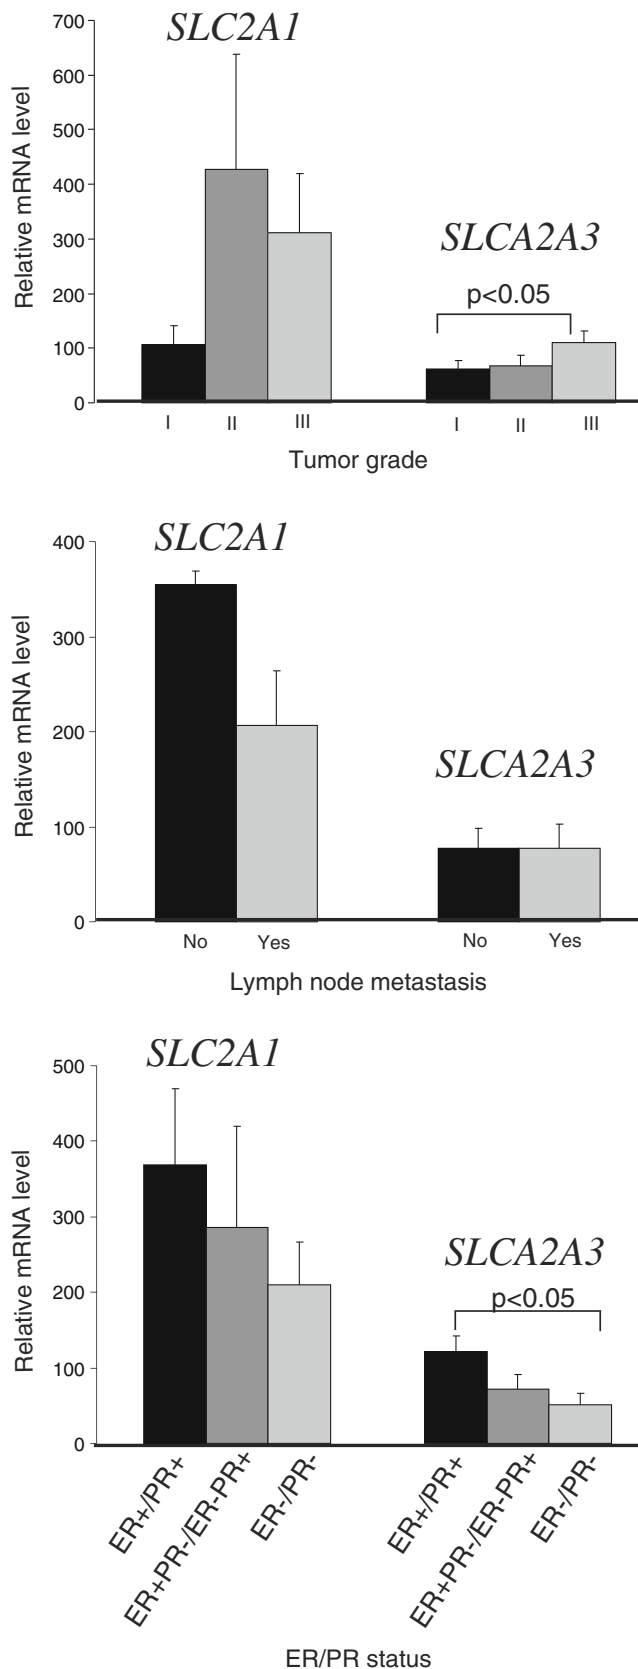 SLC2A1
700
600
500
400
300
200
100
0
Relative mRNA level
SLCA2A3
p<0.05
I II III I II III
Tumor grade
SLC2A1
400
300
200
100
0
Relative mRNA level
SLCA2A3
No Yes No Yes
Lymph node metastasis
SLC2A1
500
400
300
200
100
0
Relative mRNA level
SLCA2A3
p<0.05
ER+/PR+
ER+PR-/ER-PR+
ER-/PR-
ER+/PR+
ER+PR-/ER-PR+
ER-/PR-
ER/PR status